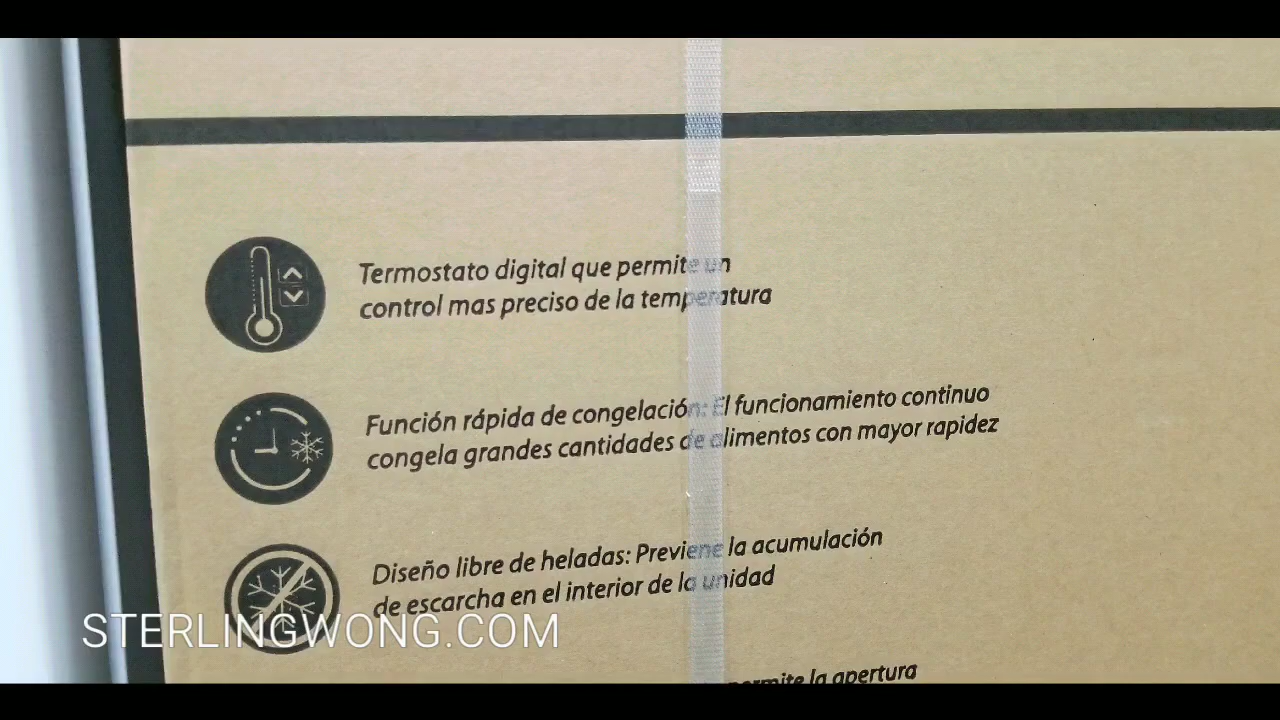 Termostato digital que permite un
control mas preciso de la temperatura
Función rápida de congelación: El funcionamiento continuo
congela grandes cantidades de alimentos con mayor rapidez
Diseño libre de heladas: Previene la acumulación
de escarcha en el interior de la unidad
STERLINGWONG.COM
permite la apertura